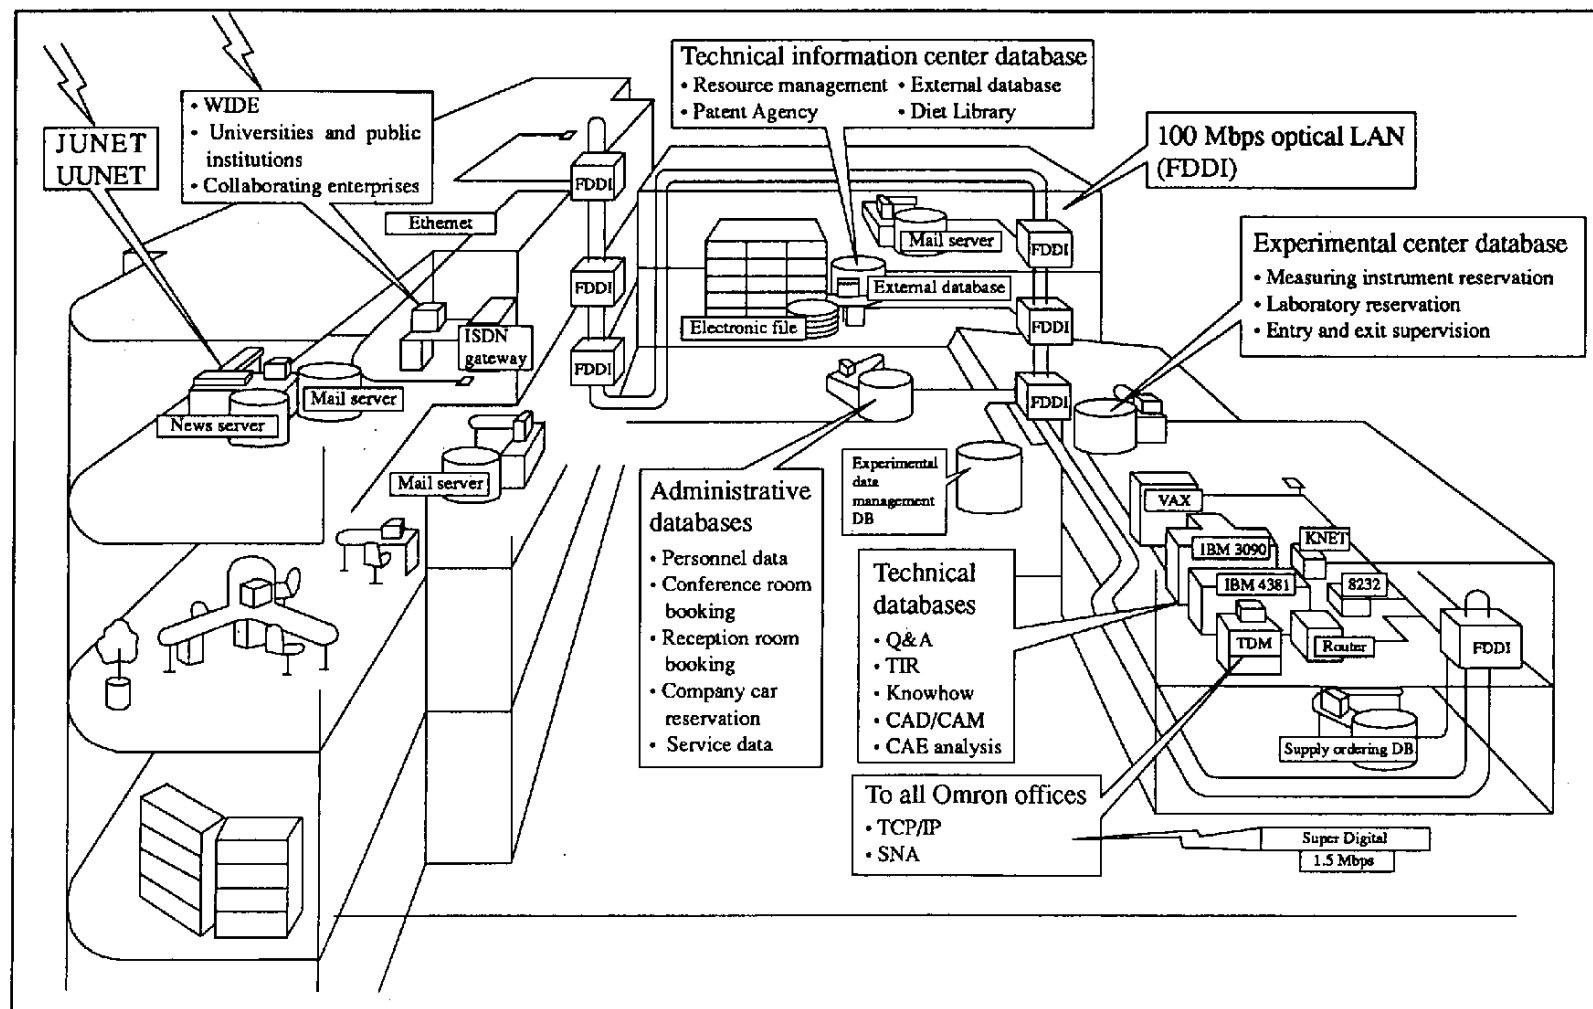 Technical information center database
• Resource management • External database
• Patent Agency • Diet Library
• WIDE
• Universities and public
institutions
• Collaborating enterprises
JUNET
UUNET
100 Mbps optical LAN
(FDDI)
FDDI
Ethernet
Mail server
FDDI
Experimental center database
• Measuring instrument reservation
• Laboratory reservation
• Entry and exit supervision
FDDI
External database
Electronic file
FDDI
ISDN
gateway
FDDI
FDDI
Mail server
News server
Mail server
Experimental
data
management
DB
Administrative
databases
• Personnel data
• Conference room
booking
• Reception room
booking
• Company car
reservation
• Service data
VAX
IBM 3090
KNET
IBM 4381
8232
TDM
Router
FDDI
Technical
databases
• Q&A
• TIR
• Knowhow
• CAD/CAM
• CAE analysis
Supply ordering DB
To all Omron offices
• TCP/IP
• SNA
Super Digital
1.5 Mbps